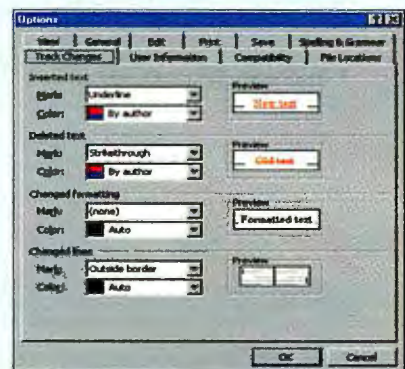 Options
View General Edit Print Save Spelling & Grammar
Track Changes User Information Compatibility File Locations
Inserted text
Mark: Underline
Color: By author
Preview
New text
Deleted text
Mark: Strikethrough
Color: By author
Preview
Old text
Changed formatting
Mark: (none)
Color: Auto
Preview
Formatted text
Changed lines
Mark: Outside border
Color: Auto
Preview
OK Cancel